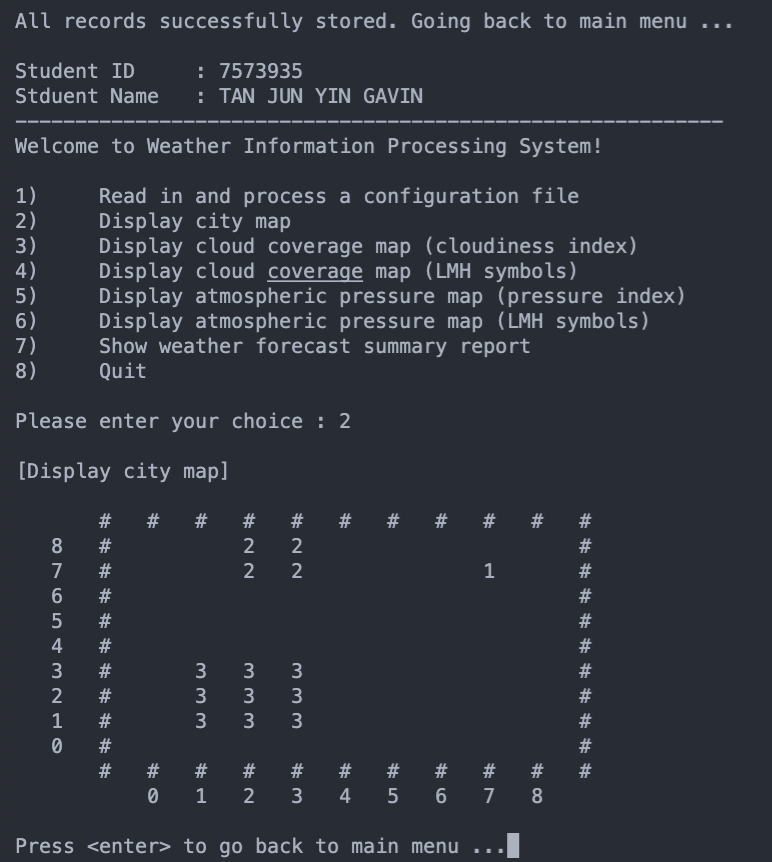 All records successfully stored. Going back to main menu ...
Student ID     : 7573935
Stduent Name   : TAN JUN YIN GAVIN
-----------------------------------------------------------
Welcome to Weather Information Processing System!
1)     Read in and process a configuration file
2)     Display city map
3)     Display cloud coverage map (cloudiness index)
4)     Display cloud coverage map (LMH symbols)
5)     Display atmospheric pressure map (pressure index)
6)     Display atmospheric pressure map (LMH symbols)
7)     Show weather forecast summary report
8)     Quit
Please enter your choice : 2
[Display city map]
       #   #   #   #   #   #   #   #   #   #   #
   8   #           2   2                       #
   7   #           2   2               1       #
   6   #                                       #
   5   #                                       #
   4   #                                       #
   3   #       3   3   3                       #
   2   #       3   3   3                       #
   1   #       3   3   3                       #
   0   #                                       #
       #   #   #   #   #   #   #   #   #   #   #
           0   1   2   3   4   5   6   7   8
Press <enter> to go back to main menu ...